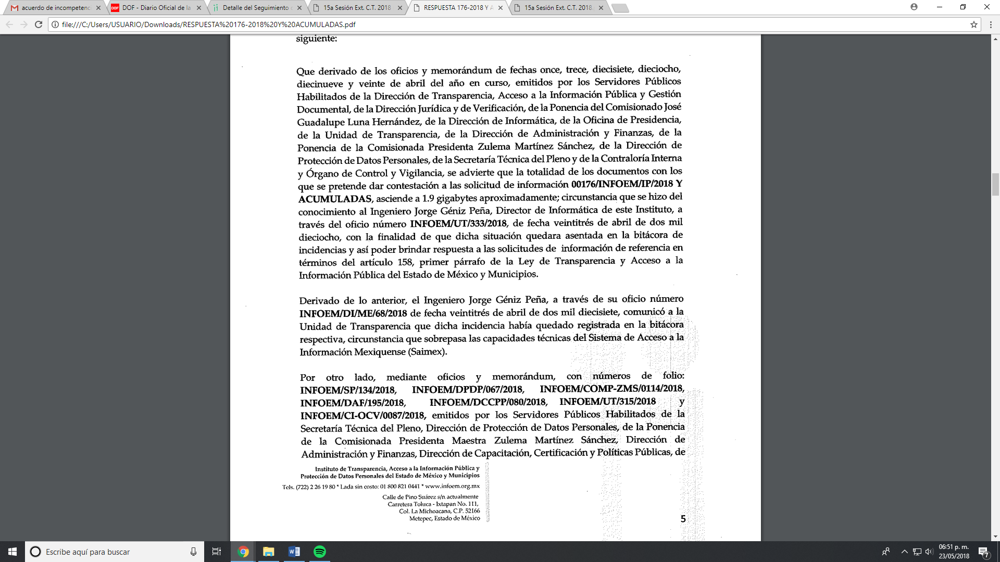 acuerdo de incompetenc
DOF - Diario Oficial de la
Detalle del Seguimiento
15a Sesión Ext. C.T. 2018
RESPUESTA 176-2018 Y A
15a Sesión Ext. C.T. 2018
file:///C:/Users/USUARIO/Downloads/RESPUESTA%20176-2018%20Y%20ACUMULADAS.pdf
siguiente:
Que derivado de los oficios y memorándum de fechas once, trece, diecisiete, dieciocho,
diecinueve y veinte de abril del año en curso, emitidos por los Servidores Públicos
Habilitados de la Dirección de Transparencia, Acceso a la Información Pública y Gestión
Documental, de la Dirección Jurídica y de Verificación, de la Ponencia del Comisionado José
Guadalupe Luna Hernández, de la Dirección de Informática, de la Oficina de Presidencia,
de la Unidad de Transparencia, de la Dirección de Administración y Finanzas, de la
Ponencia de la Comisionada Presidenta Zulema Martínez Sánchez, de la Dirección de
Protección de Datos Personales, de la Secretaría Técnica del Pleno y de la Contraloría Interna
y Órgano de Control y Vigilancia, se advierte que la totalidad de los documentos con los
que se pretende dar contestación a las solicitud de información 00176/INFOEM/IP/2018 Y
ACUMULADAS, asciende a 1.9 gigabytes aproximadamente; circunstancia que se hizo del
conocimiento al Ingeniero Jorge Géniz Peña, Director de Informática de este Instituto, a
través del oficio número INFOEM/UT/333/2018, de fecha veintitrés de abril de dos mil
dieciocho, con la finalidad de que dicha situación quedara asentada en la bitácora de
incidencias y así poder brindar respuesta a las solicitudes de información de referencia en
términos del artículo 158, primer párrafo de la Ley de Transparencia y Acceso a la
Información Pública del Estado de México y Municipios.
Derivado de lo anterior, el Ingeniero Jorge Géniz Peña, a través de su oficio número
INFOEM/DI/ME/68/2018 de fecha veintitrés de abril de dos mil diecisiete, comunicó a la
Unidad de Transparencia que dicha incidencia había quedado registrada en la bitácora
respectiva, circunstancia que sobrepasa las capacidades técnicas del Sistema de Acceso a la
Información Mexiquense (Saimex).
Por otro lado, mediante oficios y memorándum, con números de folio:
INFOEM/SP/134/2018, INFOEM/DPDP/067/2018, INFOEM/COMP-ZMS/0114/2018,
INFOEM/DAF/195/2018, INFOEM/DCCPP/080/2018, INFOEM/UT/315/2018 y
INFOEM/CI-OCV/0087/2018, emitidos por los Servidores Públicos Habilitados de la
Secretaría Técnica del Pleno, Dirección de Protección de Datos Personales, de la Ponencia
de la Comisionada Presidenta Maestra Zulema Martínez Sánchez, Dirección de
Administración y Finanzas, Dirección de Capacitación, Certificación y Políticas Públicas, de
Instituto de Transparencia, Acceso a la Información Pública y
Protección de Datos Personales del Estado de México y Municipios
Tels. (722) 2 26 19 80 * Lada sin costo: 01 800 821 0441 * www.infoem.org.mx
Calle de Pino Suárez s/n actualmente
Carretera Toluca - Ixtapan No. 111,
Col. La Michoacana, C.P. 52166
Metepec, Estado de México
5
Escribe aquí para buscar
06:51 p. m.
23/05/2018
7